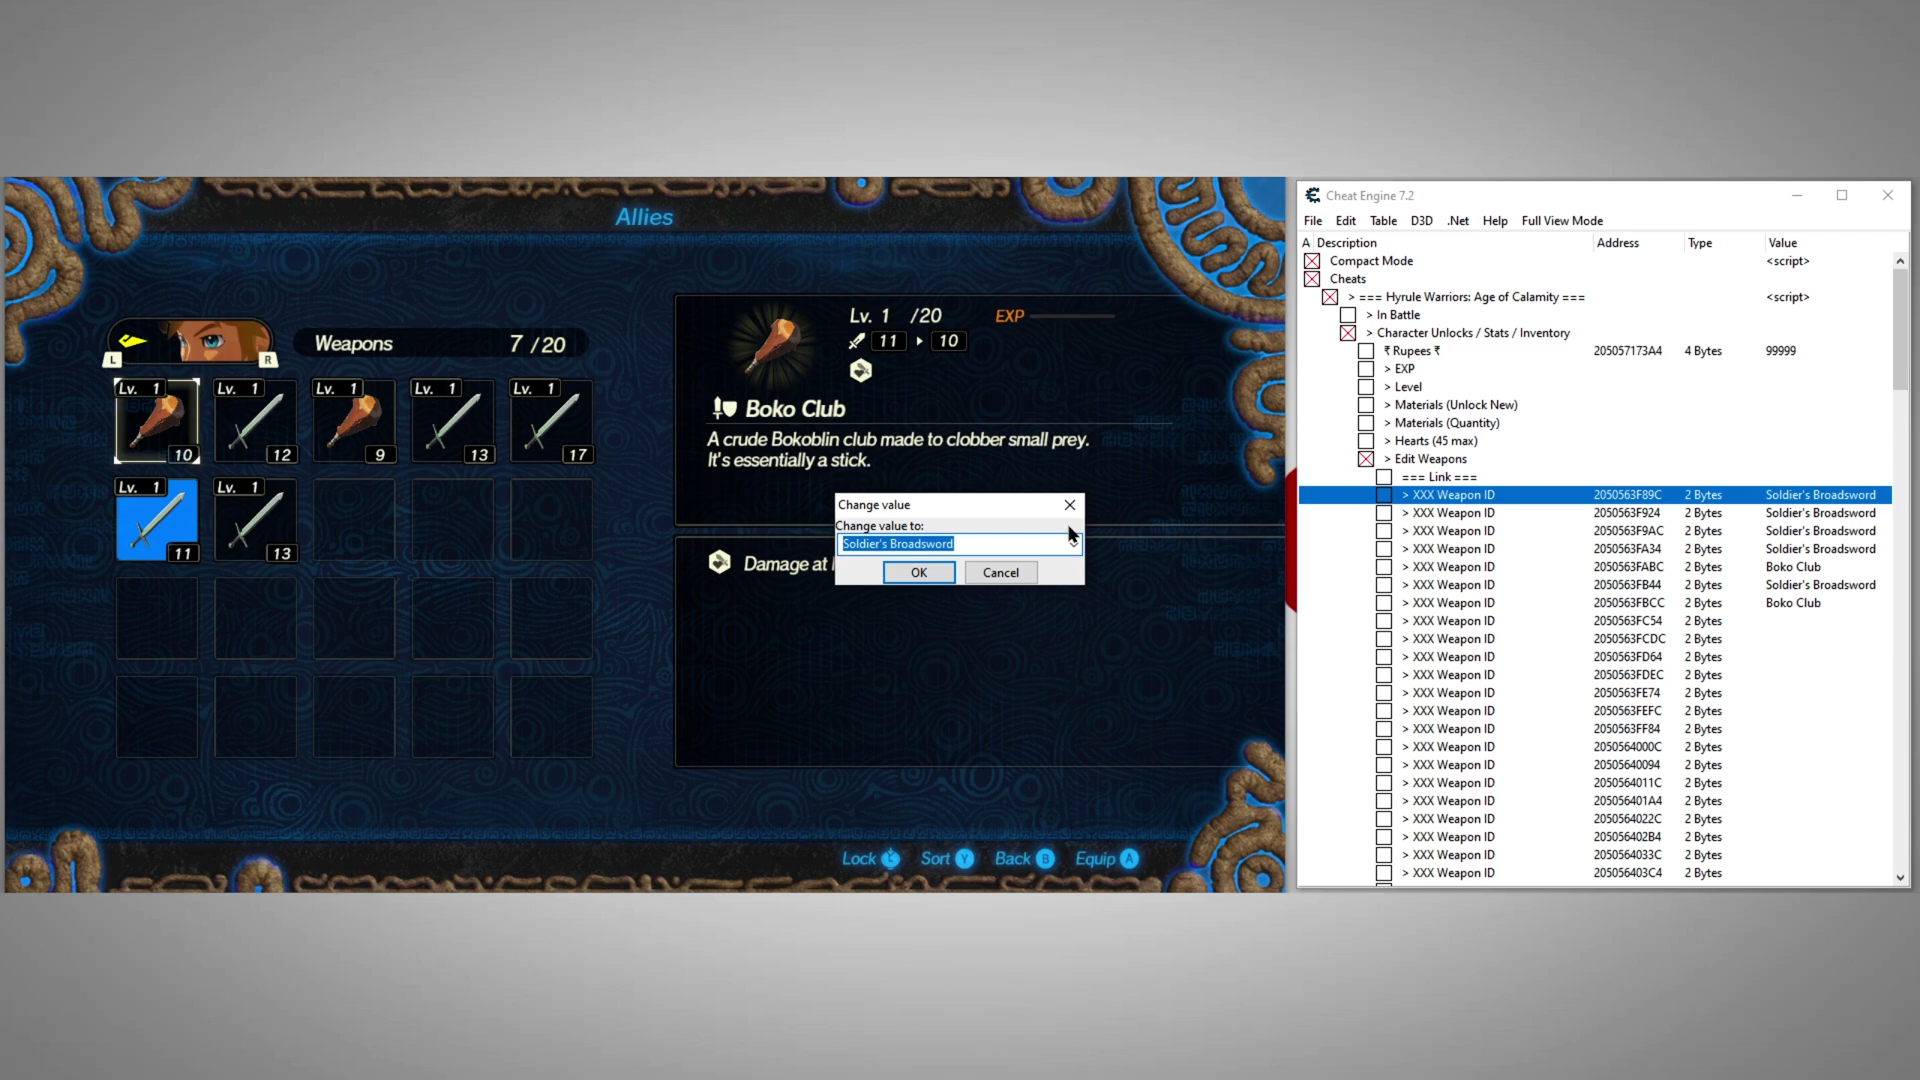 Allies
L
R
Weapons 7 / 20
Lv. 1 Lv. 1 Lv. 1 Lv. 1 Lv. 1
10 12 9 13 17
Lv. 1 Lv. 1
11 13
Lv. 1 /20 EXP
11 ▸ 10
Boko Club
A crude Bokoblin club made to clobber small prey.
It's essentially a stick.
Damage at
Change value
Change value to:
Soldier's Broadsword
OK Cancel
Lock L Sort Y Back B Equip A
Cheat Engine 7.2
File Edit Table D3D .Net Help Full View Mode
A Description Address Type Value
Compact Mode <script>
Cheats
> === Hyrule Warriors: Age of Calamity === <script>
> In Battle
> Character Unlocks / Stats / Inventory
₹ Rupees ₹ 205057173A4 4 Bytes 99999
> EXP
> Level
> Materials (Unlock New)
> Materials (Quantity)
> Hearts (45 max)
> Edit Weapons
=== Link ===
> XXX Weapon ID 2050563F89C 2 Bytes Soldier's Broadsword
> XXX Weapon ID 2050563F924 2 Bytes Soldier's Broadsword
> XXX Weapon ID 2050563F9AC 2 Bytes Soldier's Broadsword
> XXX Weapon ID 2050563FA34 2 Bytes Soldier's Broadsword
> XXX Weapon ID 2050563FABC 2 Bytes Boko Club
> XXX Weapon ID 2050563FB44 2 Bytes Soldier's Broadsword
> XXX Weapon ID 2050563FBCC 2 Bytes Boko Club
> XXX Weapon ID 2050563FC54 2 Bytes
> XXX Weapon ID 2050563FCDC 2 Bytes
> XXX Weapon ID 2050563FD64 2 Bytes
> XXX Weapon ID 2050563FDEC 2 Bytes
> XXX Weapon ID 2050563FE74 2 Bytes
> XXX Weapon ID 2050563FEFC 2 Bytes
> XXX Weapon ID 2050563FF84 2 Bytes
> XXX Weapon ID 2050564000C 2 Bytes
> XXX Weapon ID 20505640094 2 Bytes
> XXX Weapon ID 2050564011C 2 Bytes
> XXX Weapon ID 205056401A4 2 Bytes
> XXX Weapon ID 2050564022C 2 Bytes
> XXX Weapon ID 205056402B4 2 Bytes
> XXX Weapon ID 2050564033C 2 Bytes
> XXX Weapon ID 205056403C4 2 Bytes